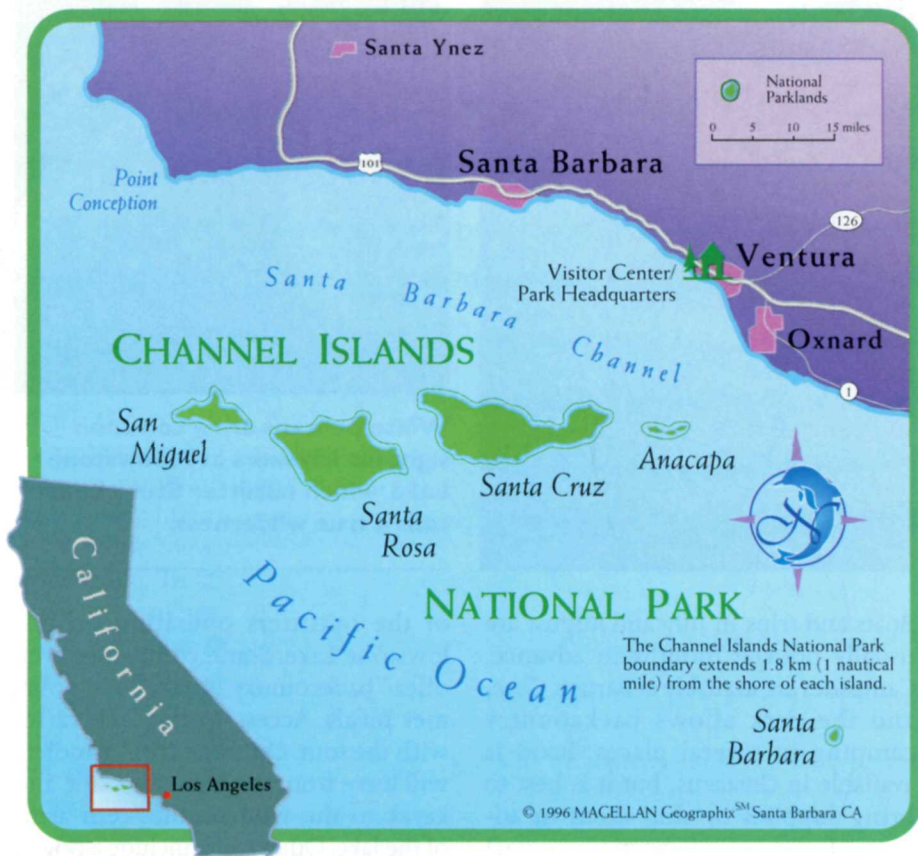 Santa Ynez
National
Parklands
0 5 10 15 miles
101
Santa Barbara
Point
Conception
126
Ventura
Visitor Center/
Park Headquarters
Santa Barbara Channel
Oxnard
CHANNEL ISLANDS
1
San
Miguel
Anacapa
Santa Cruz
Santa
Rosa
N
California
Pacific Ocean
NATIONAL PARK
The Channel Islands National Park
boundary extends 1.8 km (1 nautical
mile) from the shore of each island.
Santa
Barbara
Los Angeles
© 1996 MAGELLAN Geographix℠ Santa Barbara CA